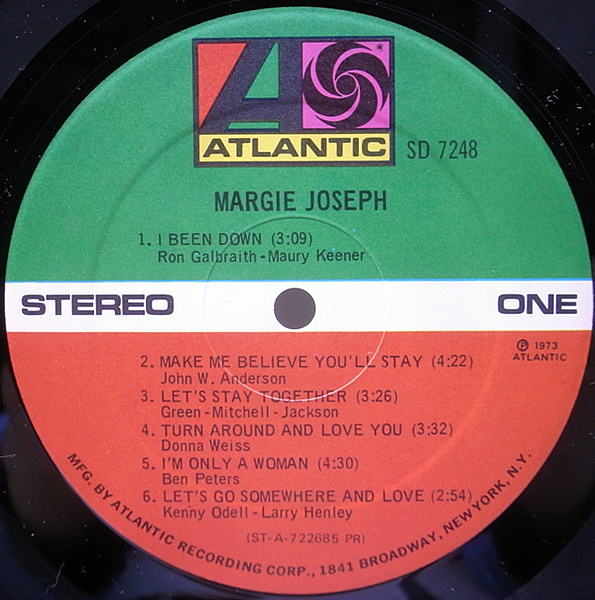 ATLANTIC
SD 7248
MARGIE JOSEPH
1. I BEEN DOWN (3:09)
Ron Galbraith - Maury Keener
STEREO
ONE
℗ 1973
ATLANTIC
2. MAKE ME BELIEVE YOU'LL STAY (4:22)
John W. Anderson
3. LET'S STAY TOGETHER (3:26)
Green - Mitchell - Jackson
4. TURN AROUND AND LOVE YOU (3:32)
Donna Weiss
5. I'M ONLY A WOMAN (4:30)
Ben Peters
6. LET'S GO SOMEWHERE AND LOVE (2:54)
Kenny Odell - Larry Henley
(ST-A-722685 PR)
MFG. BY ATLANTIC RECORDING CORP., 1841 BROADWAY, NEW YORK, N.Y.